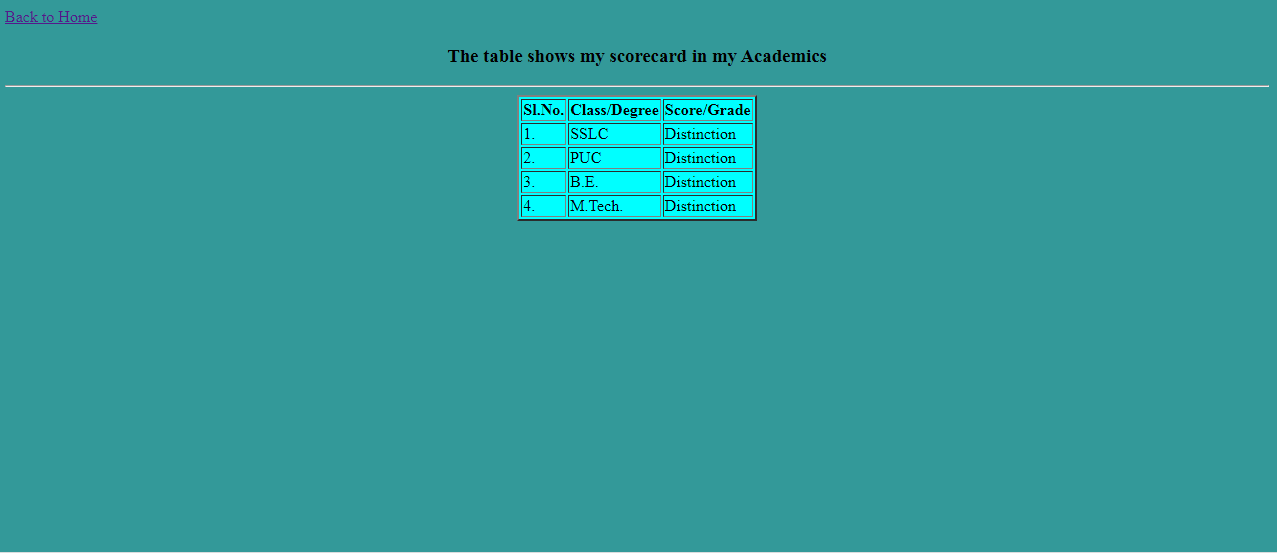 Back to Home
The table shows my scorecard in my Academics
Sl.No. Class/Degree Score/Grade
1. SSLC Distinction
2. PUC Distinction
3. B.E. Distinction
4. M.Tech. Distinction